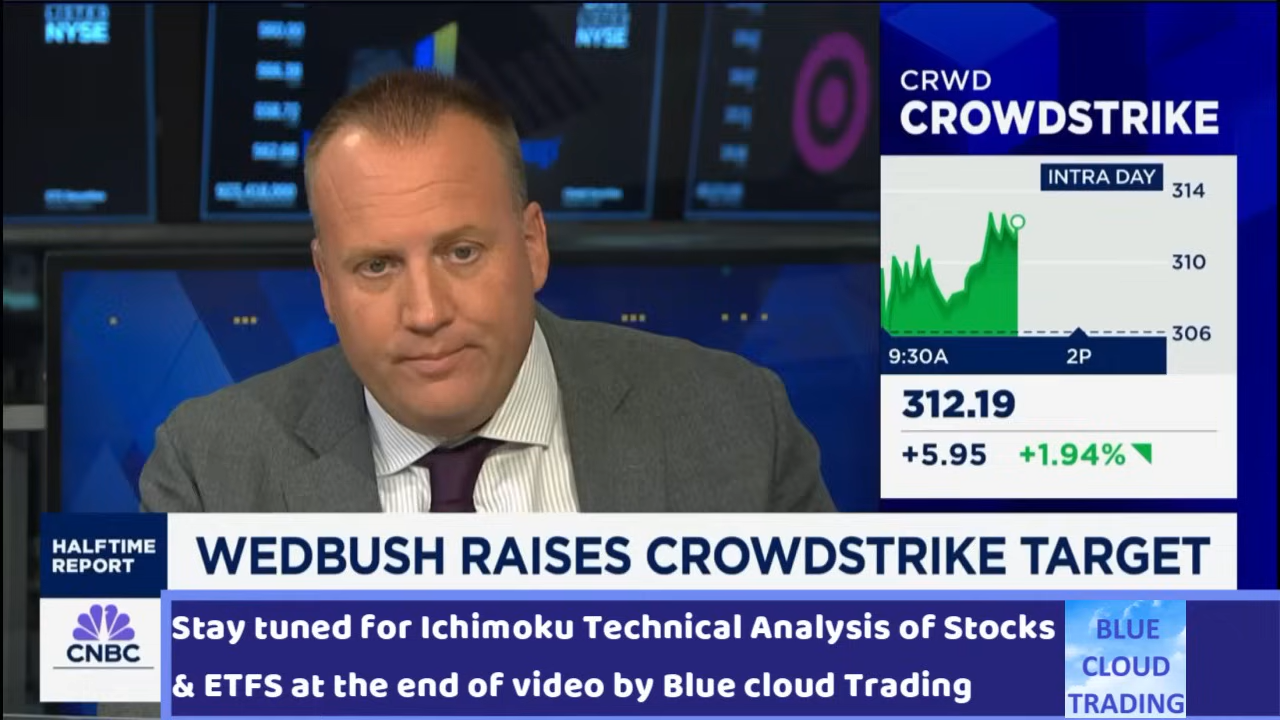 NYSE
NYSE
CRWD
CROWDSTRIKE
INTRA DAY
314
310
306
9:30A 2P
312.19
+5.95 +1.94%
HALFTIME
REPORT
WEDBUSH RAISES CROWDSTRIKE TARGET
CNBC
Stay tuned for Ichimoku Technical Analysis of Stocks
& ETFS at the end of video by Blue cloud Trading
BLUE
CLOUD
TRADING